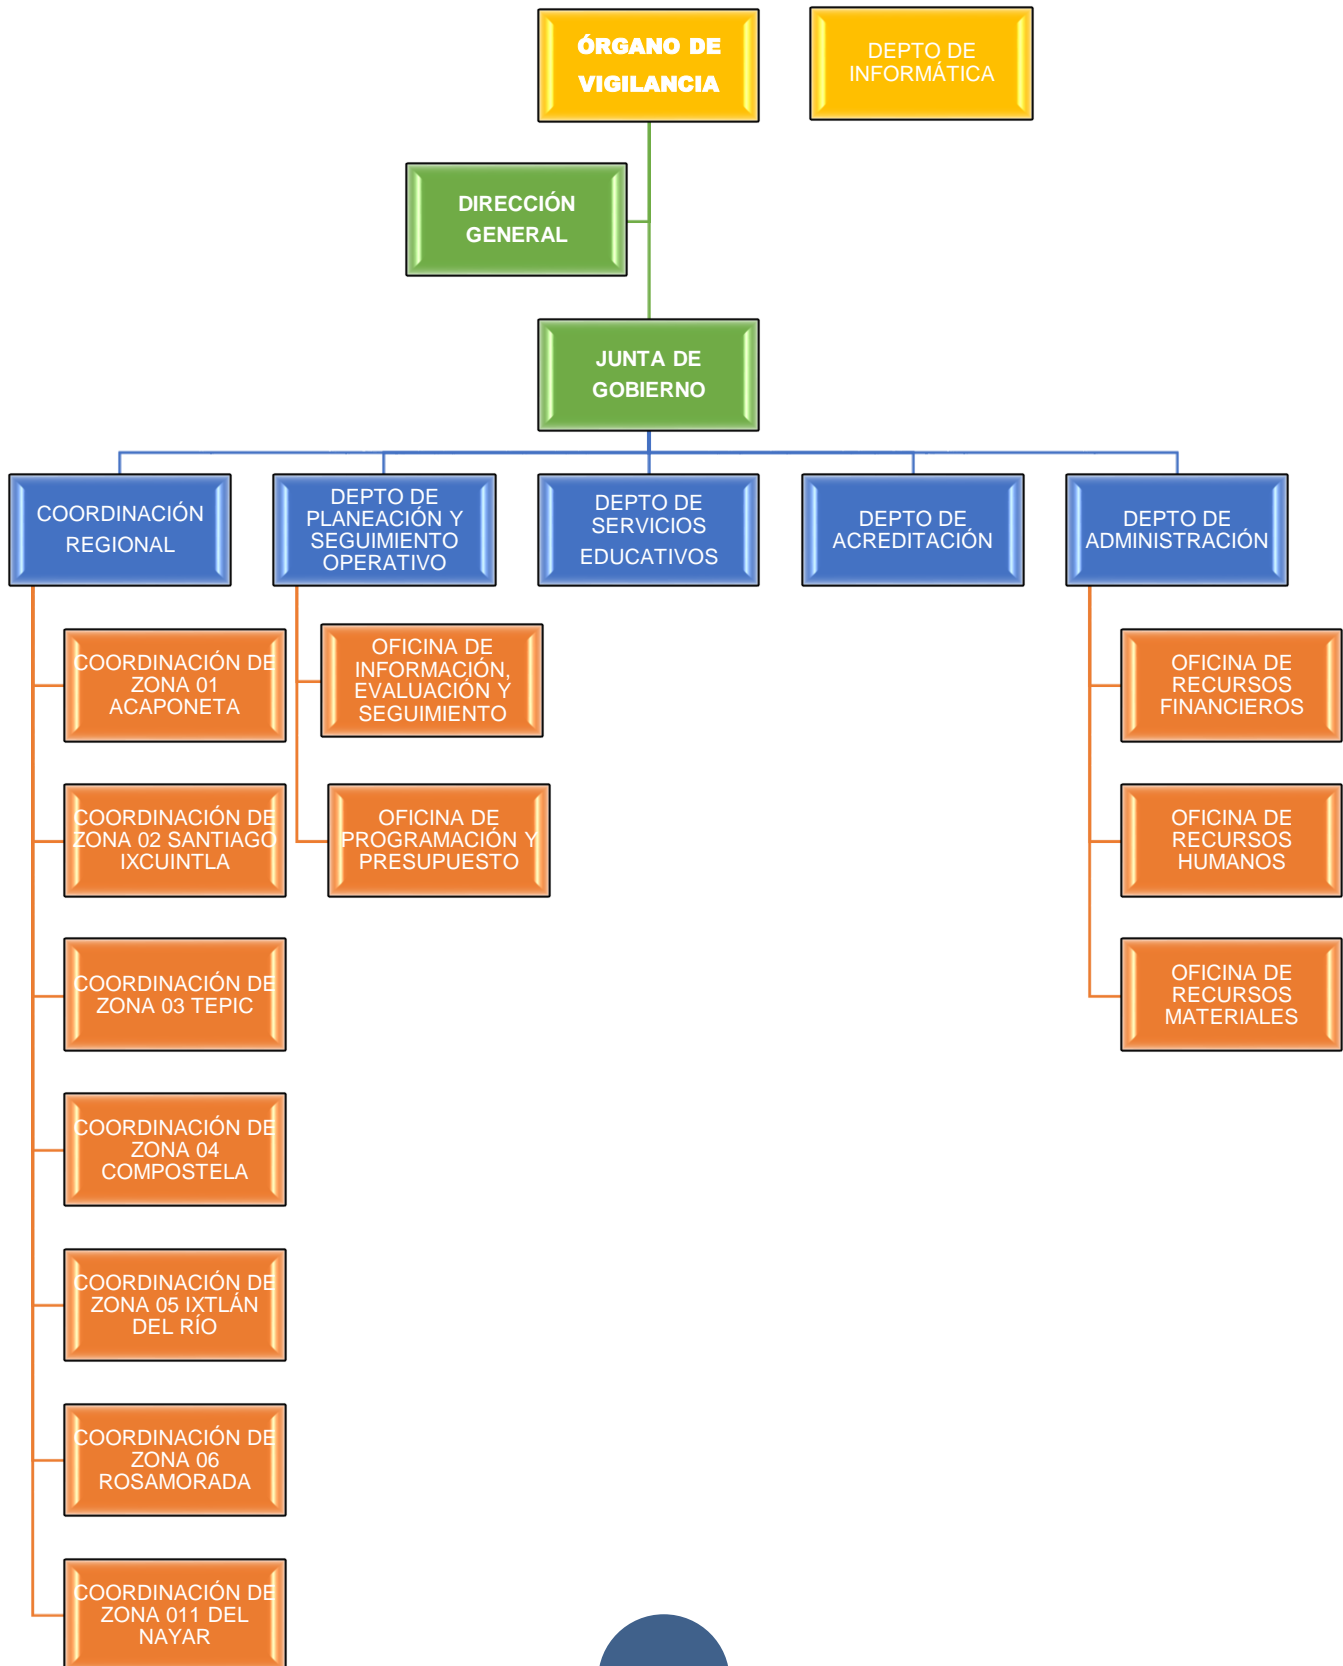 ÓRGANO DE
VIGILANCIA
DEPTO DE
INFORMÁTICA
DIRECCIÓN
GENERAL
JUNTA DE
GOBIERNO
COORDINACIÓN
REGIONAL
DEPTO DE
PLANEACIÓN Y
SEGUIMIENTO
OPERATIVO
DEPTO DE
SERVICIOS
EDUCATIVOS
DEPTO DE
ACREDITACIÓN
DEPTO DE
ADMINISTRACIÓN
COORDINACIÓN DE
ZONA 01
ACAPONETA
COORDINACIÓN DE
ZONA 02 SANTIAGO
IXCUINTLA
COORDINACIÓN DE
ZONA 03 TEPIC
COORDINACIÓN DE
ZONA 04
COMPOSTELA
COORDINACIÓN DE
ZONA 05 IXTLÁN
DEL RÍO
COORDINACIÓN DE
ZONA 06
ROSAMORADA
COORDINACIÓN DE
ZONA 011 DEL
NAYAR
OFICINA DE
INFORMACIÓN,
EVALUACIÓN Y
SEGUIMIENTO
OFICINA DE
PROGRAMACIÓN Y
PRESUPUESTO
OFICINA DE
RECURSOS
FINANCIEROS
OFICINA DE
RECURSOS
HUMANOS
OFICINA DE
RECURSOS
MATERIALES